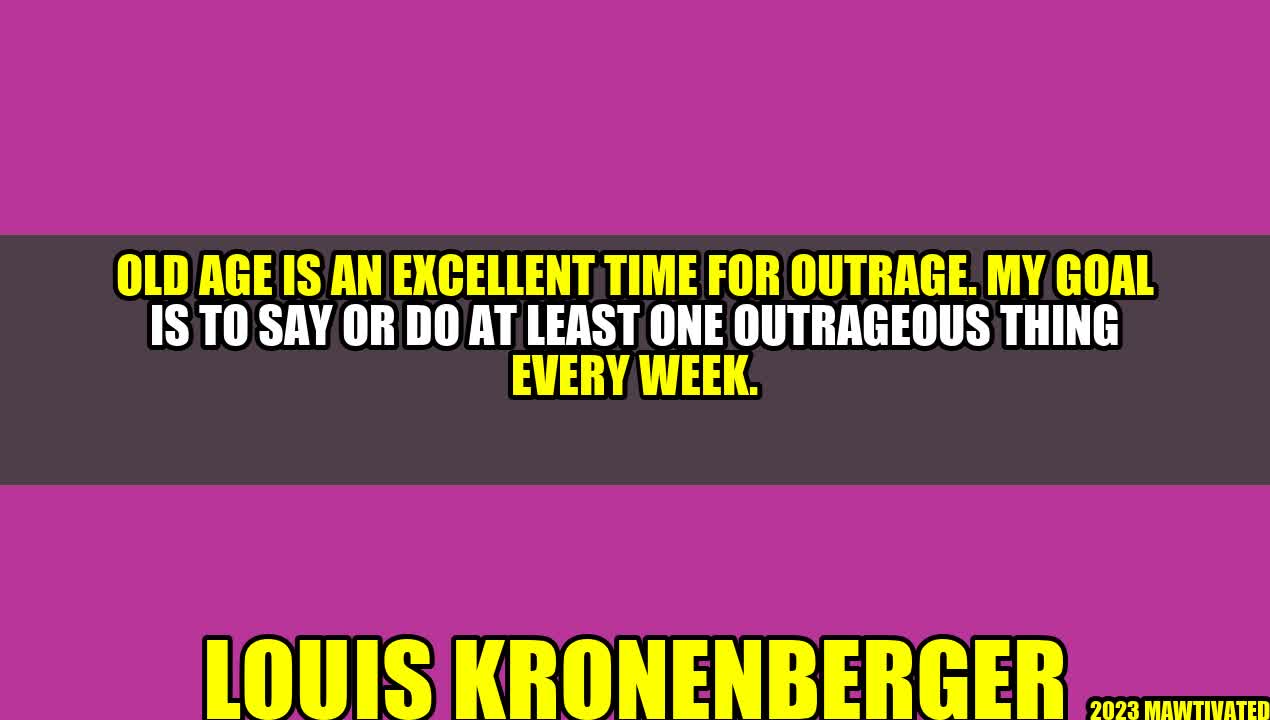 OLD AGE IS AN EXCELLENT TIME FOR OUTRAGE. MY GOAL
IS TO SAY OR DO AT LEAST ONE OUTRAGEOUS THING
EVERY WEEK.
LOUIS KRONENBERGER
2023 MAWTIVATED